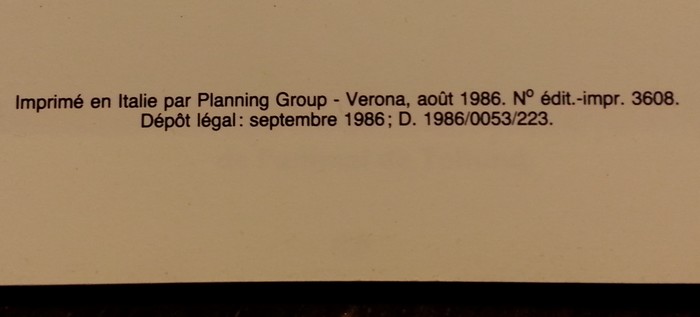 Imprimé en Italie par Planning Group - Verona, août 1986. Nº édit.-impr. 3608.
Dépôt légal: septembre 1986; D. 1986/0053/223.